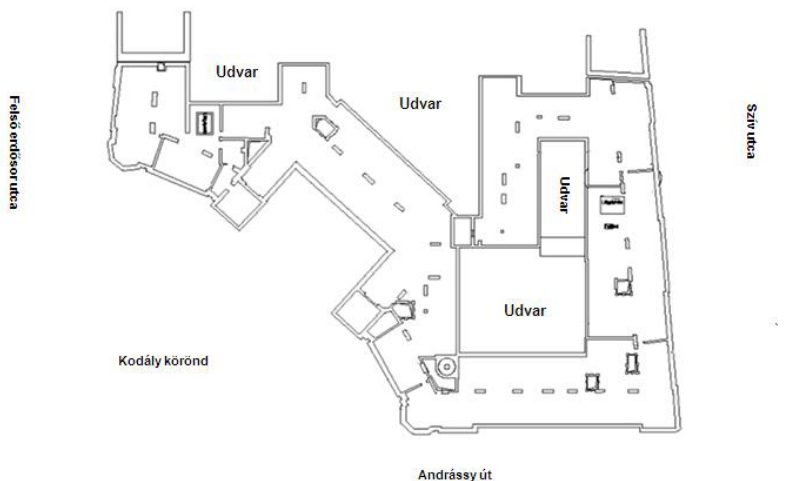 Udvar
Udvar
Felső erdősor utca
Szív utca
Udvar
Udvar
Kodály körönd
Andrássy út